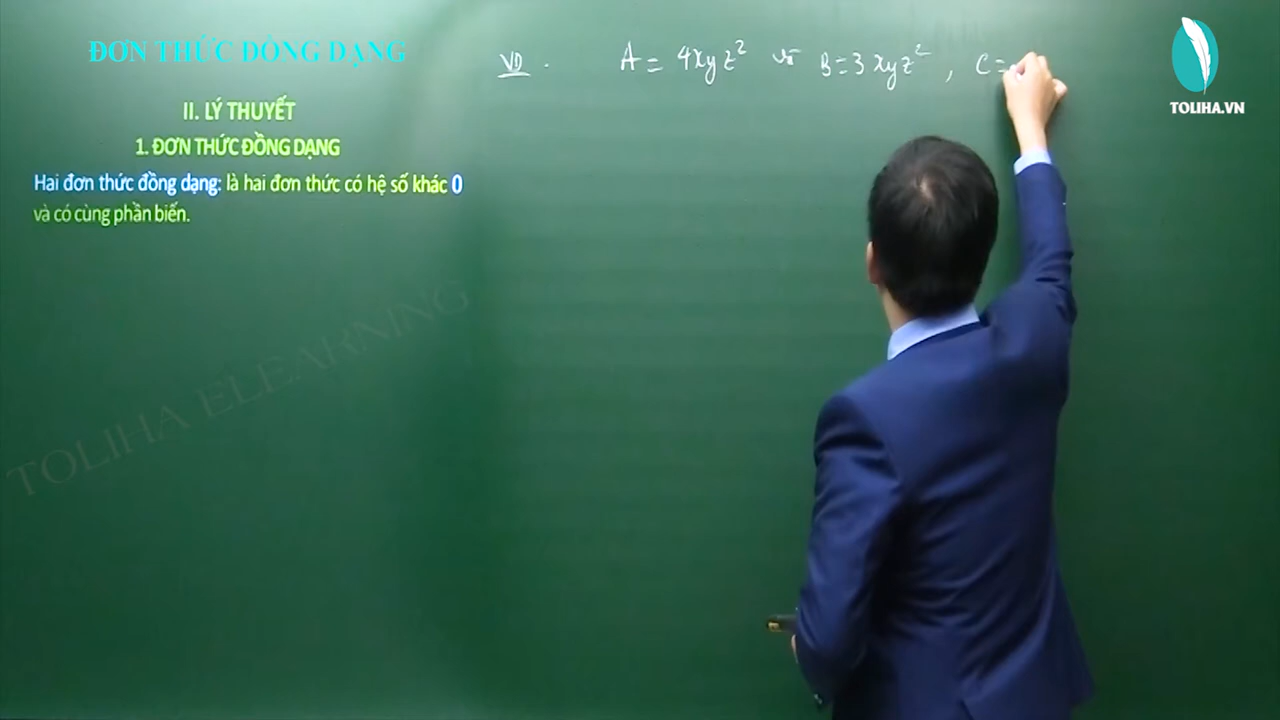 ĐƠN THỨC ĐỒNG DẠNG
VD. A = 4xyz² với B = 3xyz², C =
TOLIHA.VN
II. LÝ THUYẾT
1. ĐƠN THỨC ĐỒNG DẠNG
Hai đơn thức đồng dạng: là hai đơn thức có hệ số khác 0
và có cùng phần biến.
TOLIHA ELEARNING